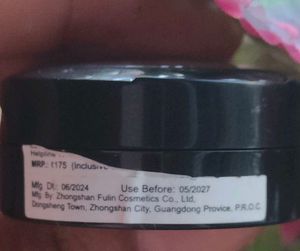 Helpline
MRP: ₹175 (Inclusive
Mfg Dt.: 06/2024 Use Before: 05/2027
Mfg. By: Zhongshan Fulin Cosmetics Co., Ltd,
Dongsheng Town, Zhongshan City, Guangdong Provice, P.R.O.C